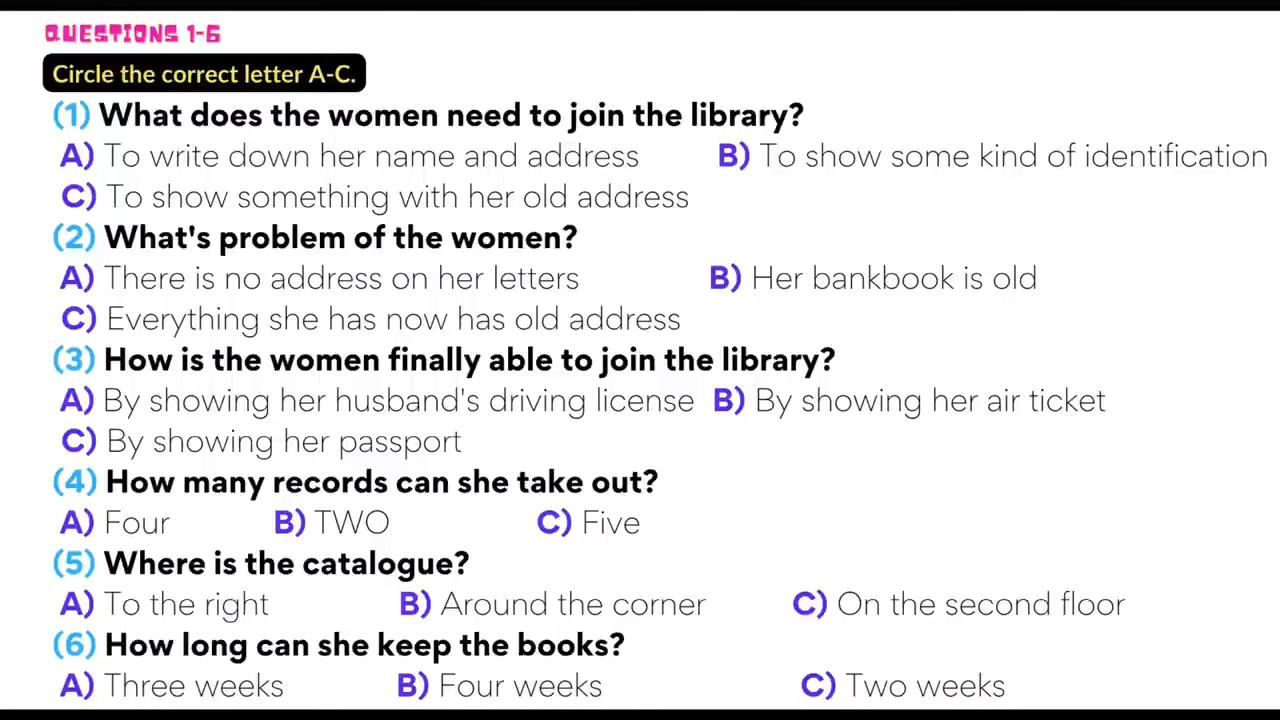 QUESTIONS 1-6
Circle the correct letter A-C.
(1) What does the women need to join the library?
A) To write down her name and address B) To show some kind of identification
C) To show something with her old address
(2) What's problem of the women?
A) There is no address on her letters B) Her bankbook is old
C) Everything she has now has old address
(3) How is the women finally able to join the library?
A) By showing her husband's driving license B) By showing her air ticket
C) By showing her passport
(4) How many records can she take out?
A) Four B) TWO C) Five
(5) Where is the catalogue?
A) To the right B) Around the corner C) On the second floor
(6) How long can she keep the books?
A) Three weeks B) Four weeks C) Two weeks